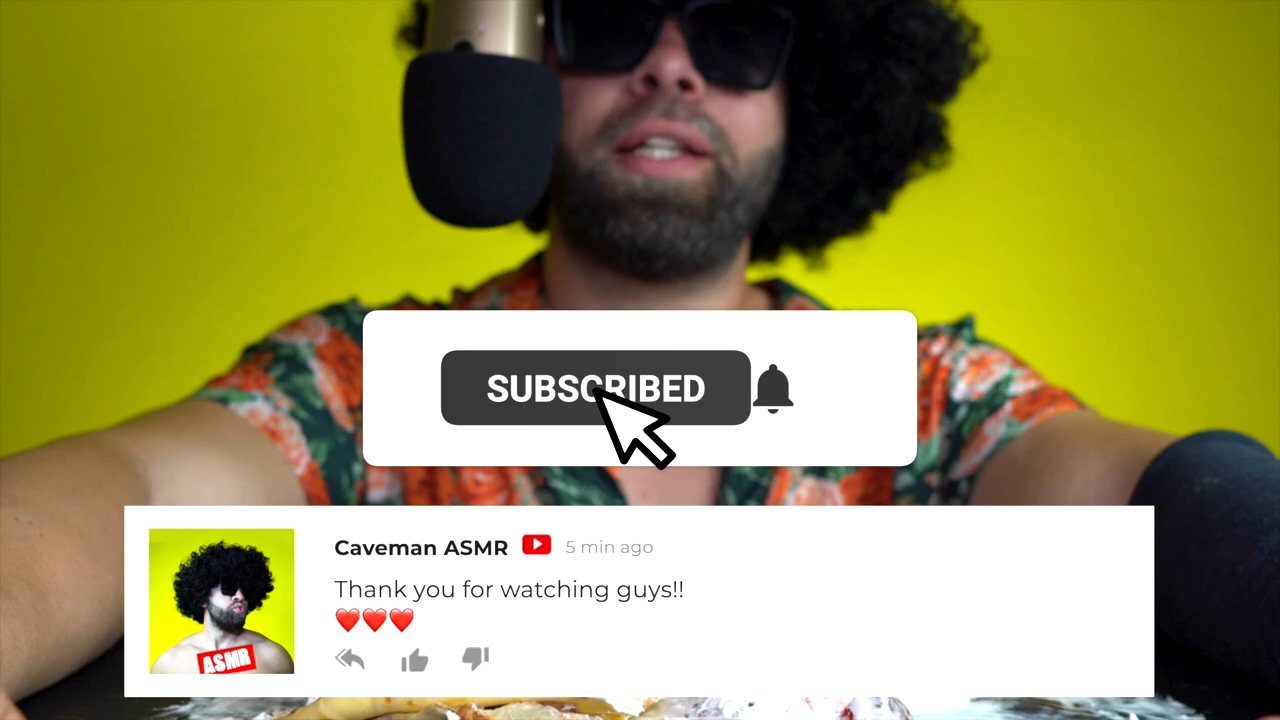 SUBSCRIBED
Caveman ASMR 5 min ago
Thank you for watching guys!!
❤️❤️❤️
ASMR